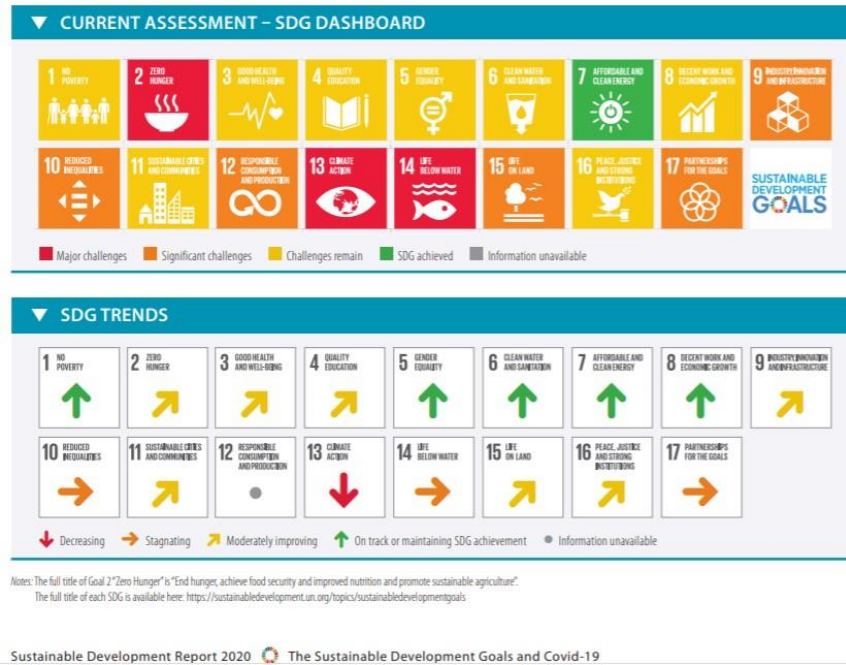 ▼ CURRENT ASSESSMENT – SDG DASHBOARD
1 NO POVERTY
2 ZERO HUNGER
3 GOOD HEALTH AND WELL-BEING
4 QUALITY EDUCATION
5 GENDER EQUALITY
6 CLEAN WATER AND SANITATION
7 AFFORDABLE AND CLEAN ENERGY
8 DECENT WORK AND ECONOMIC GROWTH
9 INDUSTRY, INNOVATION AND INFRASTRUCTURE
10 REDUCED INEQUALITIES
11 SUSTAINABLE CITIES AND COMMUNITIES
12 RESPONSIBLE CONSUMPTION AND PRODUCTION
13 CLIMATE ACTION
14 LIFE BELOW WATER
15 LIFE ON LAND
16 PEACE, JUSTICE AND STRONG INSTITUTIONS
17 PARTNERSHIPS FOR THE GOALS
SUSTAINABLE
DEVELOPMENT
GOALS
Major challenges Significant challenges Challenges remain SDG achieved Information unavailable
▼ SDG TRENDS
1 NO POVERTY
2 ZERO HUNGER
3 GOOD HEALTH AND WELL-BEING
4 QUALITY EDUCATION
5 GENDER EQUALITY
6 CLEAN WATER AND SANITATION
7 AFFORDABLE AND CLEAN ENERGY
8 DECENT WORK AND ECONOMIC GROWTH
9 INDUSTRY, INNOVATION AND INFRASTRUCTURE
10 REDUCED INEQUALITIES
11 SUSTAINABLE CITIES AND COMMUNITIES
12 RESPONSIBLE CONSUMPTION AND PRODUCTION
13 CLIMATE ACTION
14 LIFE BELOW WATER
15 LIFE ON LAND
16 PEACE, JUSTICE AND STRONG INSTITUTIONS
17 PARTNERSHIPS FOR THE GOALS
Decreasing Stagnating Moderately improving On track or maintaining SDG achievement Information unavailable
Notes: The full title of Goal 2 “Zero Hunger” is “End hunger, achieve food security and improved nutrition and promote sustainable agriculture”.
The full title of each SDG is available here: https://sustainabledevelopment.un.org/topics/sustainabledevelopmentgoals
Sustainable Development Report 2020 The Sustainable Development Goals and Covid-19